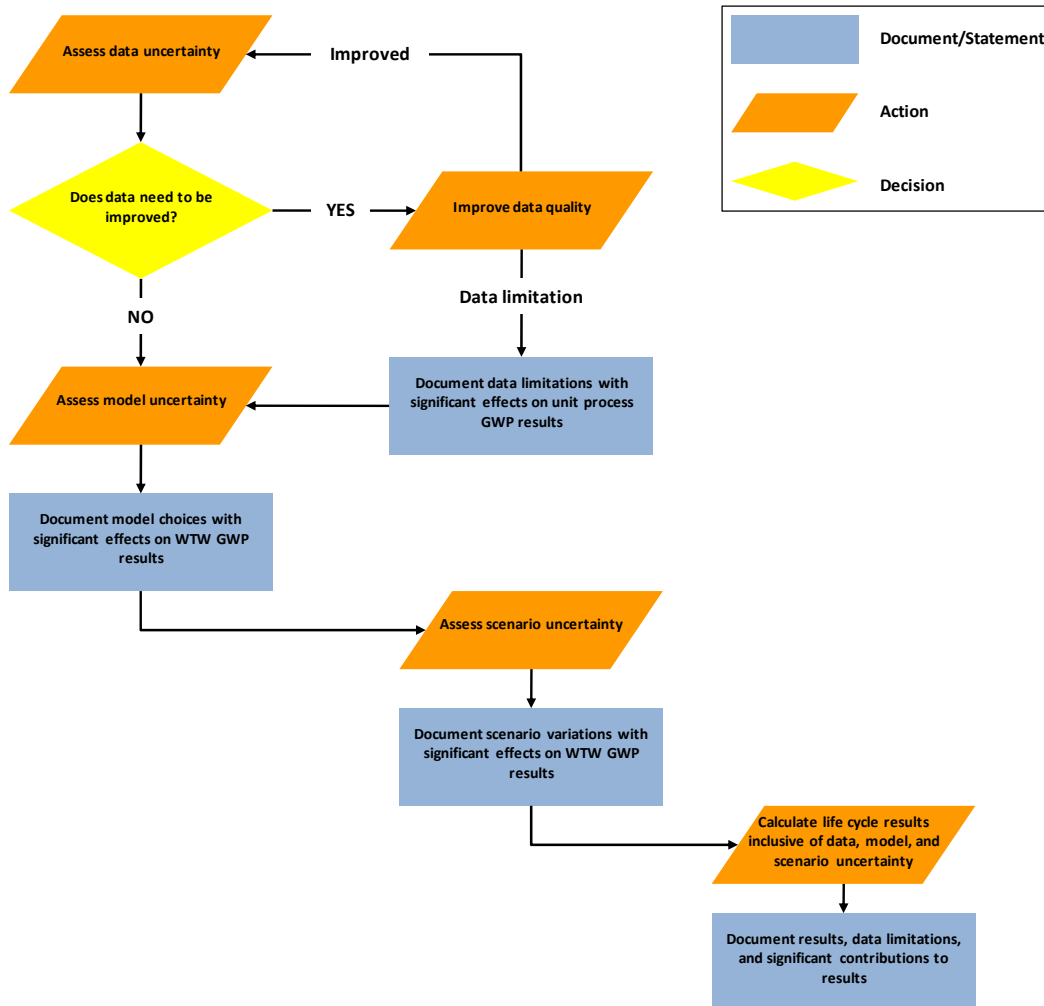 Assess data uncertainty
Improved
Document/Statement
Action
Decision
Does data need to be
improved?
YES
Improve data quality
NO
Data limitation
Assess model uncertainty
Document data limitations with
significant effects on unit process
GWP results
Document model choices with
significant effects on WTW GWP
results
Assess scenario uncertainty
Document scenario variations with
significant effects on WTW GWP
results
Calculate life cycle results
inclusive of data, model, and
scenario uncertainty
Document results, data limitations,
and significant contributions to
results